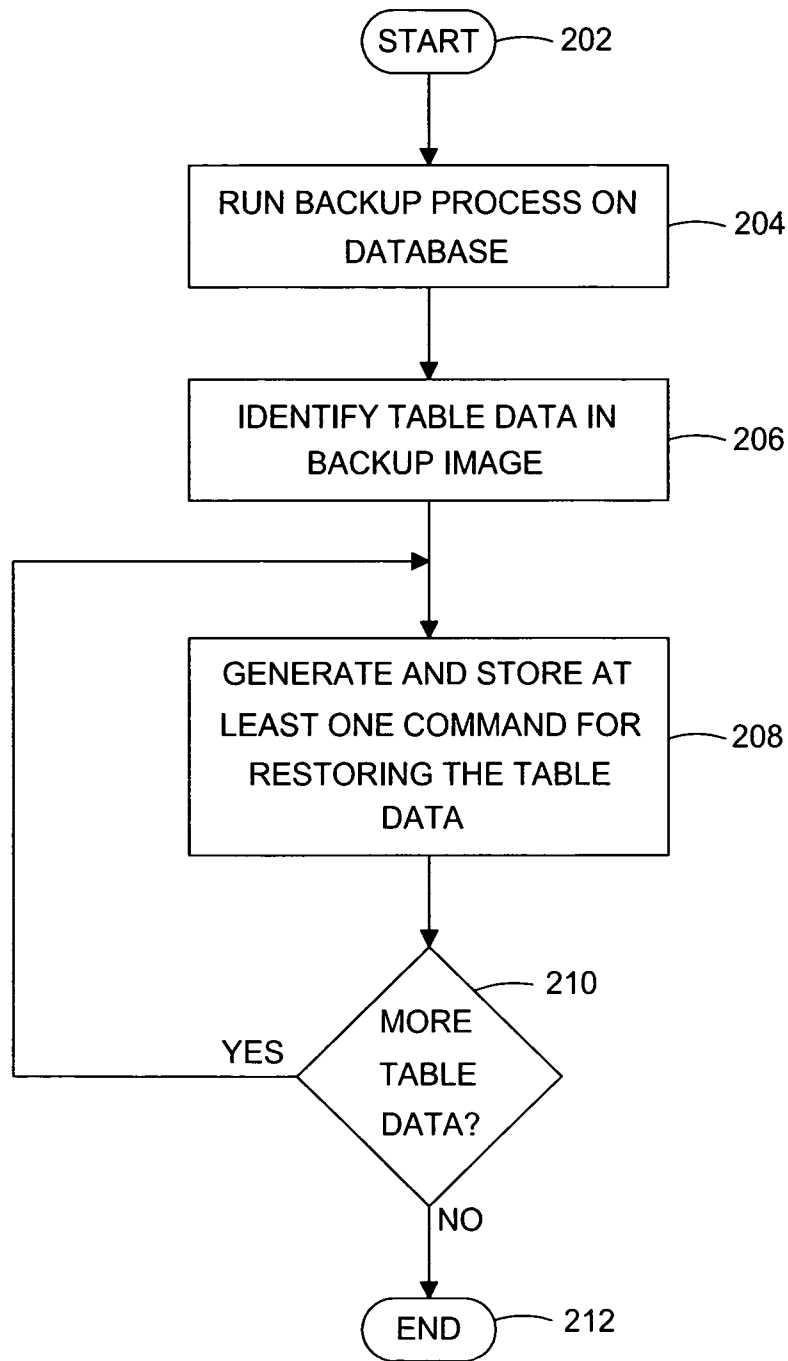 START
202
RUN BACKUP PROCESS ON
DATABASE
204
IDENTIFY TABLE DATA IN
BACKUP IMAGE
206
GENERATE AND STORE AT
LEAST ONE COMMAND FOR
RESTORING THE TABLE
DATA
208
210
MORE
TABLE
DATA?
YES
NO
END
212